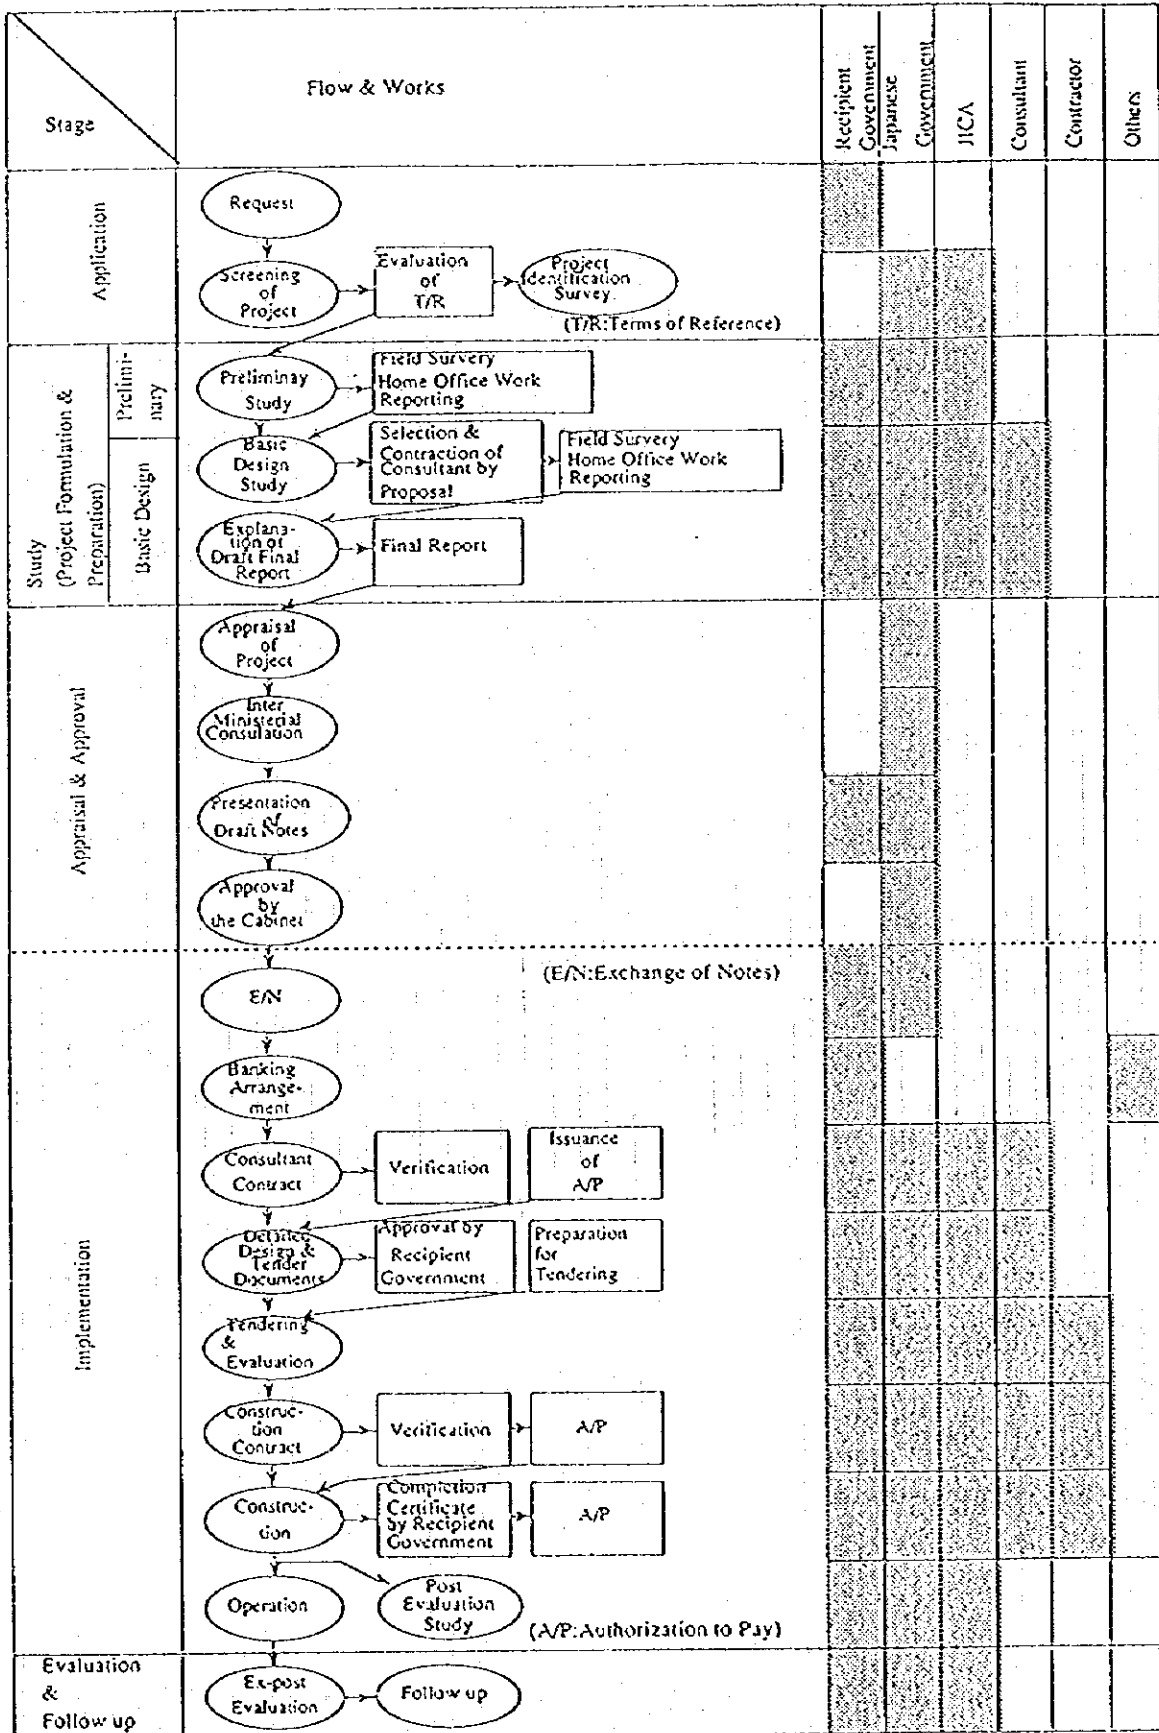 Stage
Flow & Works
Recipient
Government
Japanese
Government
JICA
Consultant
Contractor
Others
Application
Request
Screening
of
Project
Evaluation
of
T/R
Project
Identification
Survey
(T/R:Terms of Reference)
Study
(Project Formulation &
Preparation)
Prelimi-
nary
Preliminay
Study
Field Survery
Home Office Work
Reporting
Basic Design
Basic
Design
Study
Selection &
Contraction of
Consultant by
Proposal
Field Survery
Home Office Work
Reporting
Explana-
tion of
Draft Final
Report
Final Report
Appraisal & Approval
Appraisal
of
Project
Inter
Ministerial
Consulation
Presentation
of
Draft Notes
Approval
by
the Cabinet
Implementation
(E/N:Exchange of Notes)
E/N
Banking
Arrange-
ment
Consultant
Contract
Verification
Issuance
of
A/P
Detailed
Design &
Tender
Documents
Approval by
Recipient
Government
Preparation
for
Tendering
Tendering
&
Evaluation
Construc-
tion
Contract
Verification
A/P
Construc-
tion
Completion
Certificate
by Recipient
Government
A/P
Operation
Post
Evaluation
Study
(A/P:Authorization to Pay)
Evaluation
&
Follow up
Ex-post
Evaluation
Follow up